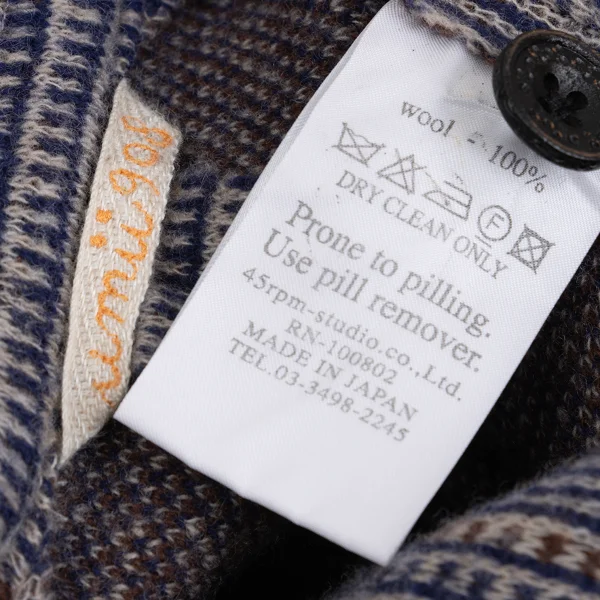 wool - 100%
F
DRY CLEAN ONLY
Prone to pilling.
Use pill remover.
45rpm-studio.co.,Ltd.
RN-100802
MADE IN JAPAN
TEL.03-3498-2245
908